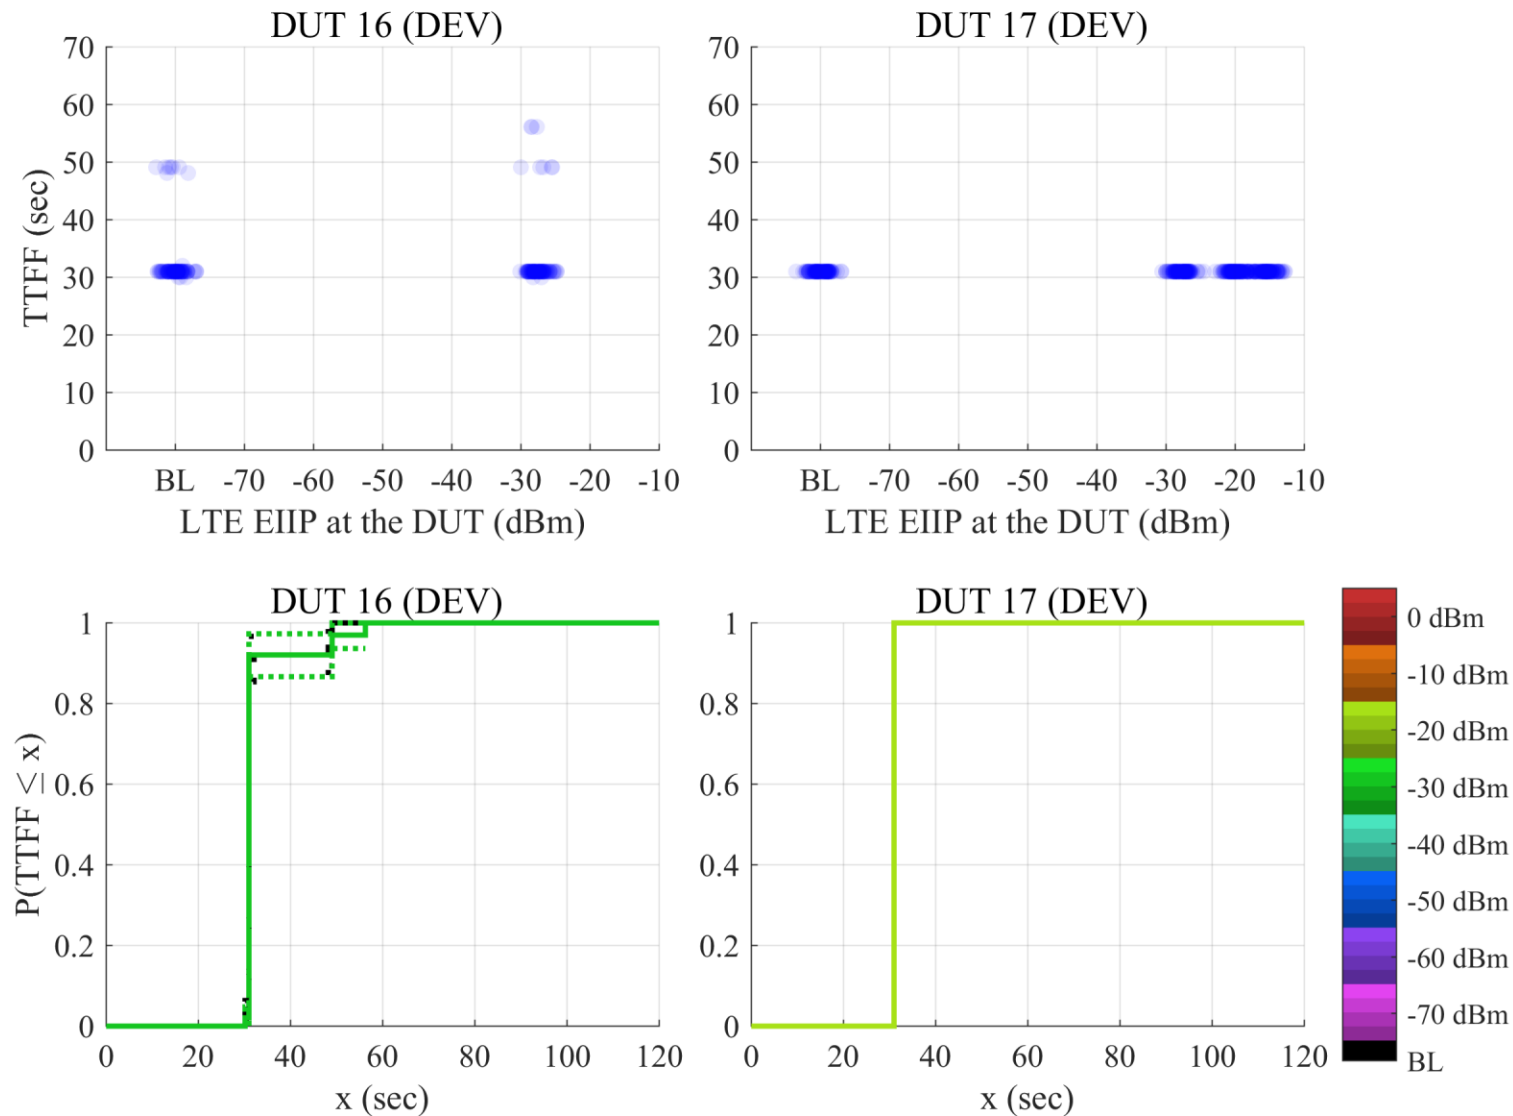 DUT 16 (DEV)
DUT 17 (DEV)
TTFF (sec)
70
60
50
40
30
20
10
0
BL -70 -60 -50 -40 -30 -20 -10
LTE EIIP at the DUT (dBm)
70
60
50
40
30
20
10
0
BL -70 -60 -50 -40 -30 -20 -10
LTE EIIP at the DUT (dBm)
DUT 16 (DEV)
DUT 17 (DEV)
P(TTFF ≤ x)
1
0.8
0.6
0.4
0.2
0
0 20 40 60 80 100 120
x (sec)
1
0.8
0.6
0.4
0.2
0
0 20 40 60 80 100 120
x (sec)
0 dBm
-10 dBm
-20 dBm
-30 dBm
-40 dBm
-50 dBm
-60 dBm
-70 dBm
BL